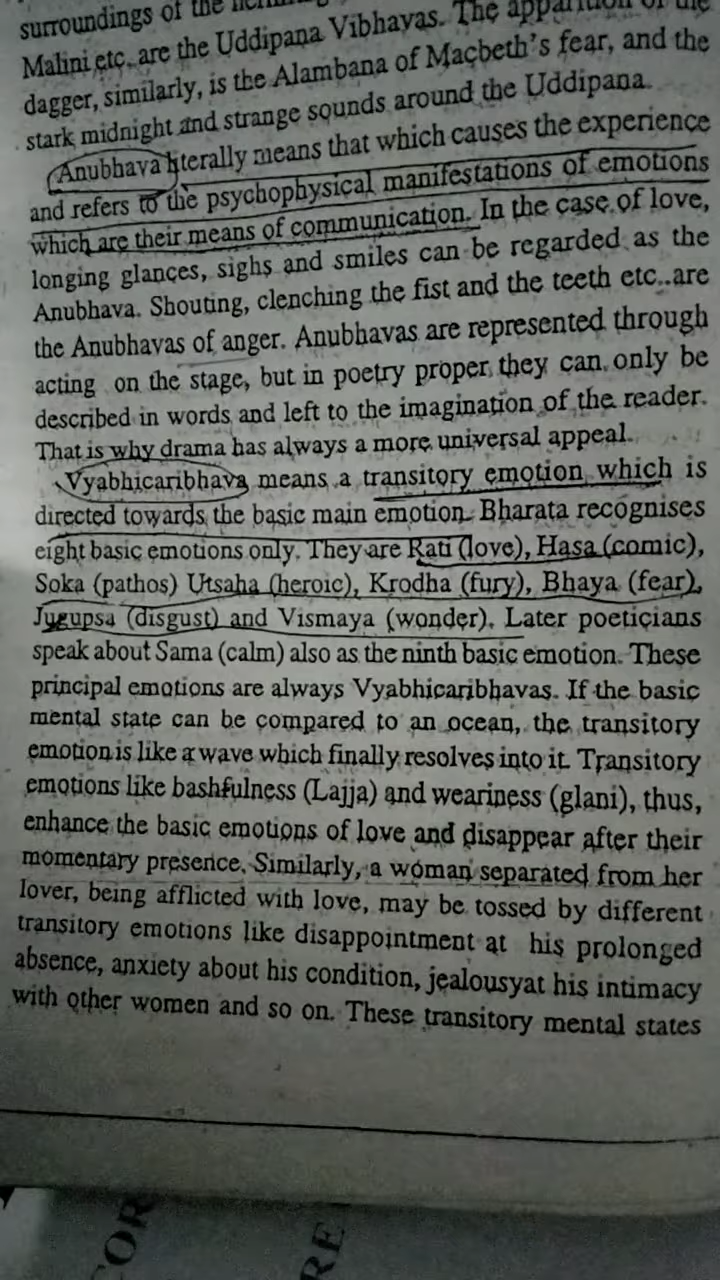 surroundings of the
Malini etc. are the Uddipana Vibhavas. The apparition of the
dagger, similarly, is the Alambana of Macbeth's fear, and the
stark midnight and strange sounds around the Uddipana.
Anubhava literally means that which causes the experience
and refers to the psychophysical manifestations of emotions
which are their means of communication. In the case of love,
longing glances, sighs and smiles can be regarded as the
Anubhava. Shouting, clenching the fist and the teeth etc..are
the Anubhavas of anger. Anubhavas are represented through
acting on the stage, but in poetry proper they can only be
described in words and left to the imagination of the reader.
That is why drama has always a more universal appeal.
Vyabhicaribhava means a transitory emotion which is
directed towards the basic main emotion. Bharata recognises
eight basic emotions only. They are Rati (love), Hasa (comic),
Soka (pathos) Utsaha (heroic), Krodha (fury), Bhaya (fear),
Jugupsa (disgust) and Vismaya (wonder). Later poeticians
speak about Sama (calm) also as the ninth basic emotion. These
principal emotions are always Vyabhicaribhavas. If the basic
mental state can be compared to an ocean, the transitory
emotion is like a wave which finally resolves into it. Transitory
emotions like bashfulness (Lajja) and weariness (glani), thus,
enhance the basic emotions of love and disappear after their
momentary presence. Similarly, a woman separated from her
lover, being afflicted with love, may be tossed by different
transitory emotions like disappointment at his prolonged
absence, anxiety about his condition, jealousyat his intimacy
with other women and so on. These transitory mental states
FOR
RE